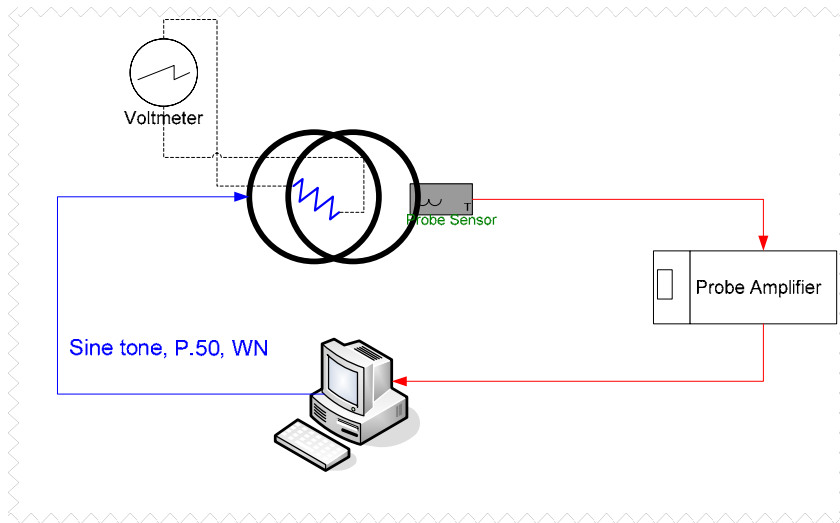 Voltmeter
T
Probe Sensor
Probe Amplifier
Sine tone, P.50, WN